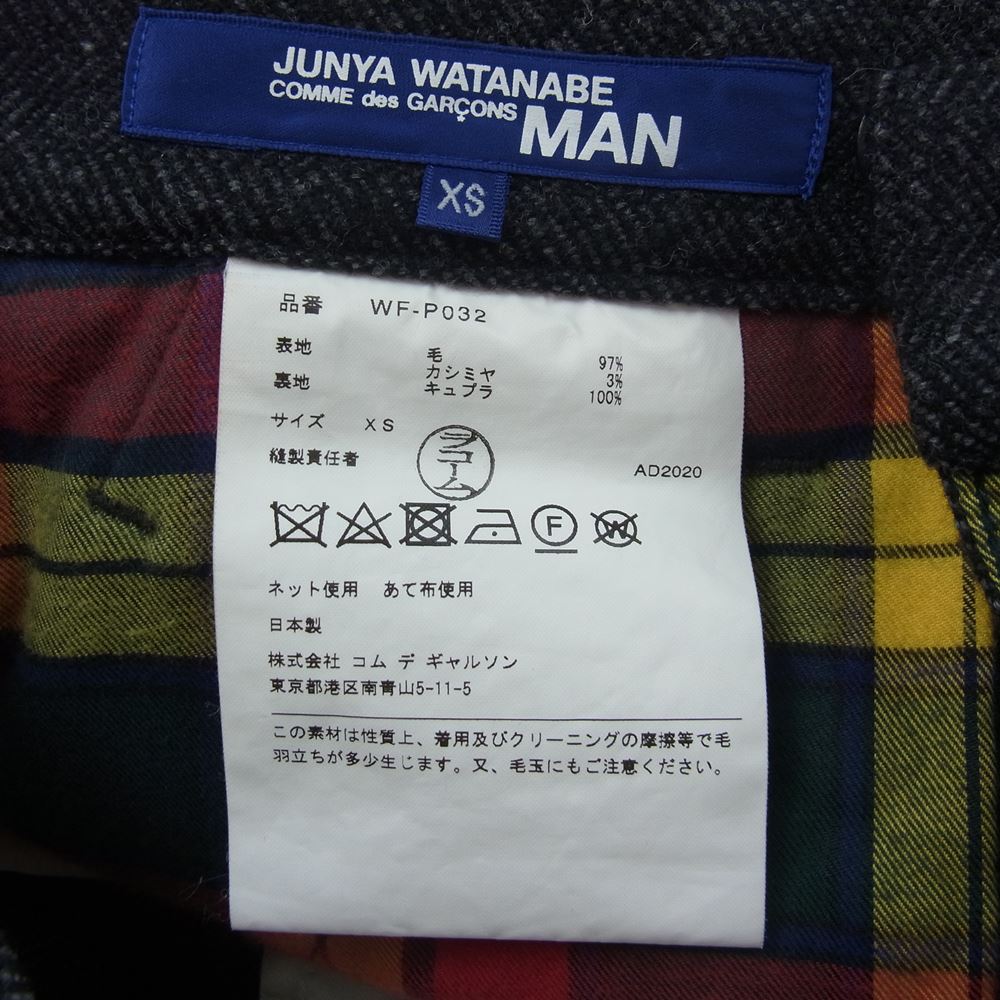 JUNYA WATANABE
COMME des GARÇONS MAN
XS
品番 WF-P032
表地 毛 97%
カシミヤ 3%
裏地 キュプラ 100%
サイズ XS
縫製責任者 ラコーム
AD2020
W
F
ネット使用 あて布使用
日本製
株式会社 コム デ ギャルソン
東京都港区南青山5-11-5
この素材は性質上、着用及びクリーニングの摩擦等で毛
羽立ちが多少生じます。又、毛玉にもご注意ください。